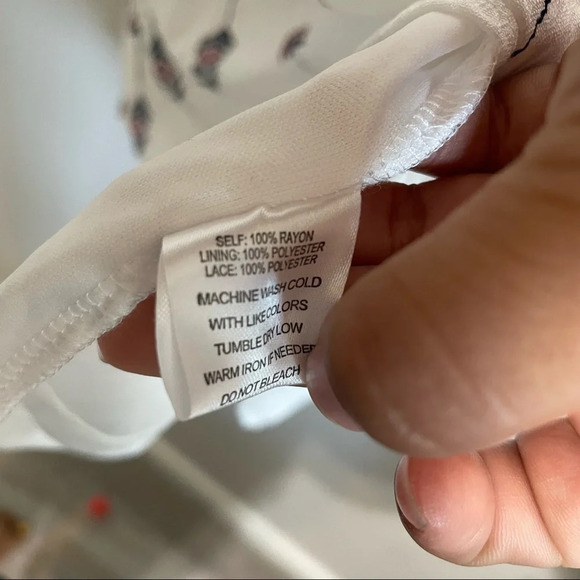 SELF: 100% RAYON
LINING: 100% POLYESTER
LACE: 100% POLYESTER
MACHINE WASH COLD
WITH LIKE COLORS
TUMBLE DRY LOW
WARM IRON IF NEEDED
DO NOT BLEACH